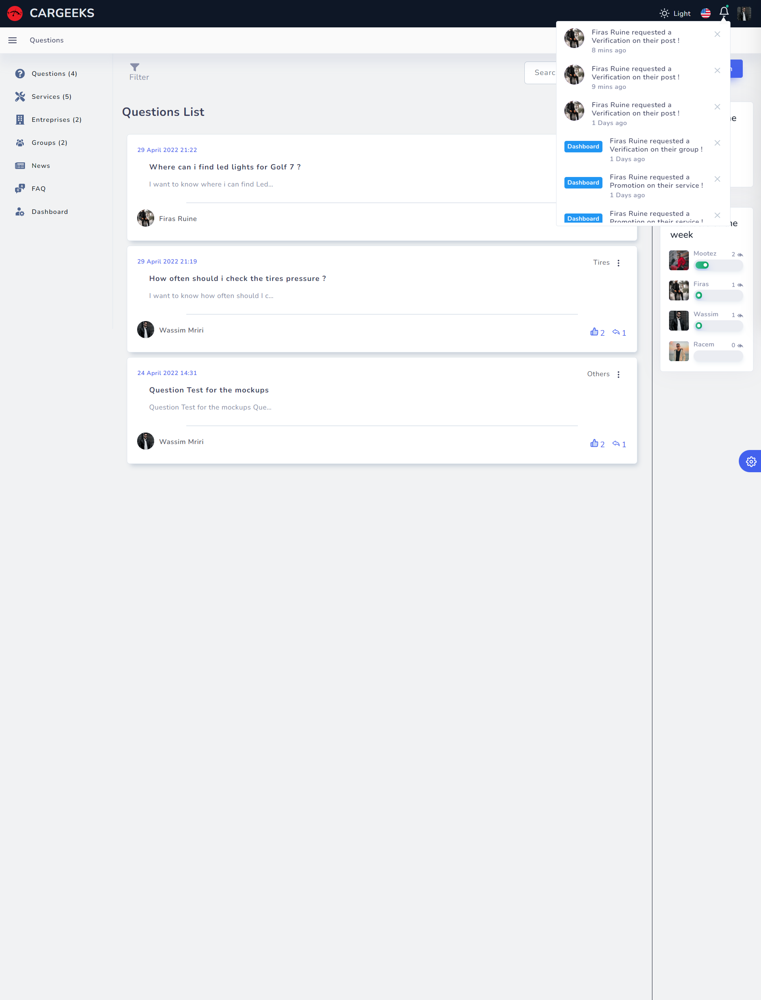 CARGEEKS
Light
Questions
Questions (4)
Services (5)
Entreprises (2)
Groups (2)
News
FAQ
Dashboard
Filter
Questions List
29 April 2022 21:22
Where can i find led lights for Golf 7 ?
I want to know where i can find Led...
Firas Ruine
29 April 2022 21:19
Tires
How often should i check the tires pressure ?
I want to know how often should I c...
Wassim Mriri
2
1
24 April 2022 14:31
Others
Question Test for the mockups
Question Test for the mockups Que...
Wassim Mriri
2
1
Firas Ruine requested a
Verification on their post !
8 mins ago
Firas Ruine requested a
Verification on their post !
9 mins ago
Firas Ruine requested a
Verification on their post !
1 Days ago
Dashboard
Firas Ruine requested a
Verification on their group !
1 Days ago
Dashboard
Firas Ruine requested a
Promotion on their service !
1 Days ago
Dashboard
Firas Ruine requested a
Promotion on their service !
week
Mootez
2
Firas
1
Wassim
1
Racem
0